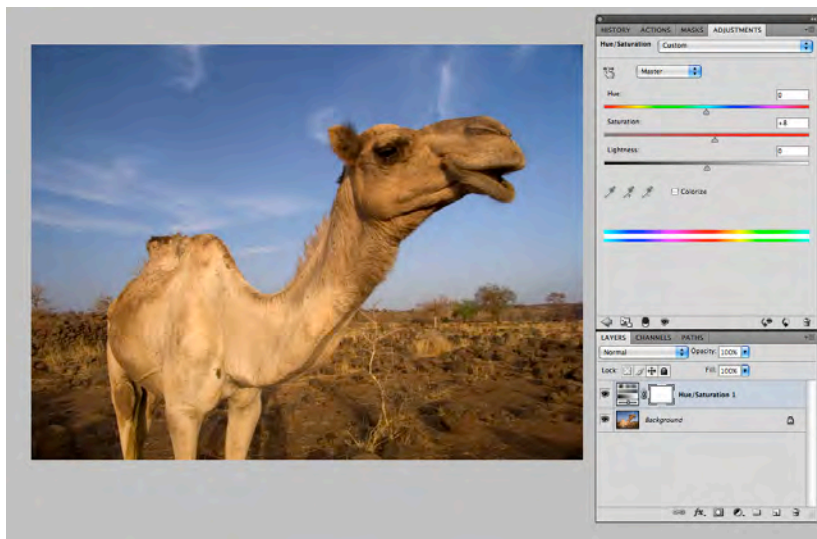 HISTORY ACTIONS MASKS ADJUSTMENTS
Hue/Saturation Custom
Master
Hue: 0
Saturation: +8
Lightness: 0
Colorize
LAYERS CHANNELS PATHS
Normal Opacity: 100%
Lock: Fill: 100%
Hue/Saturation 1
Background
fx.